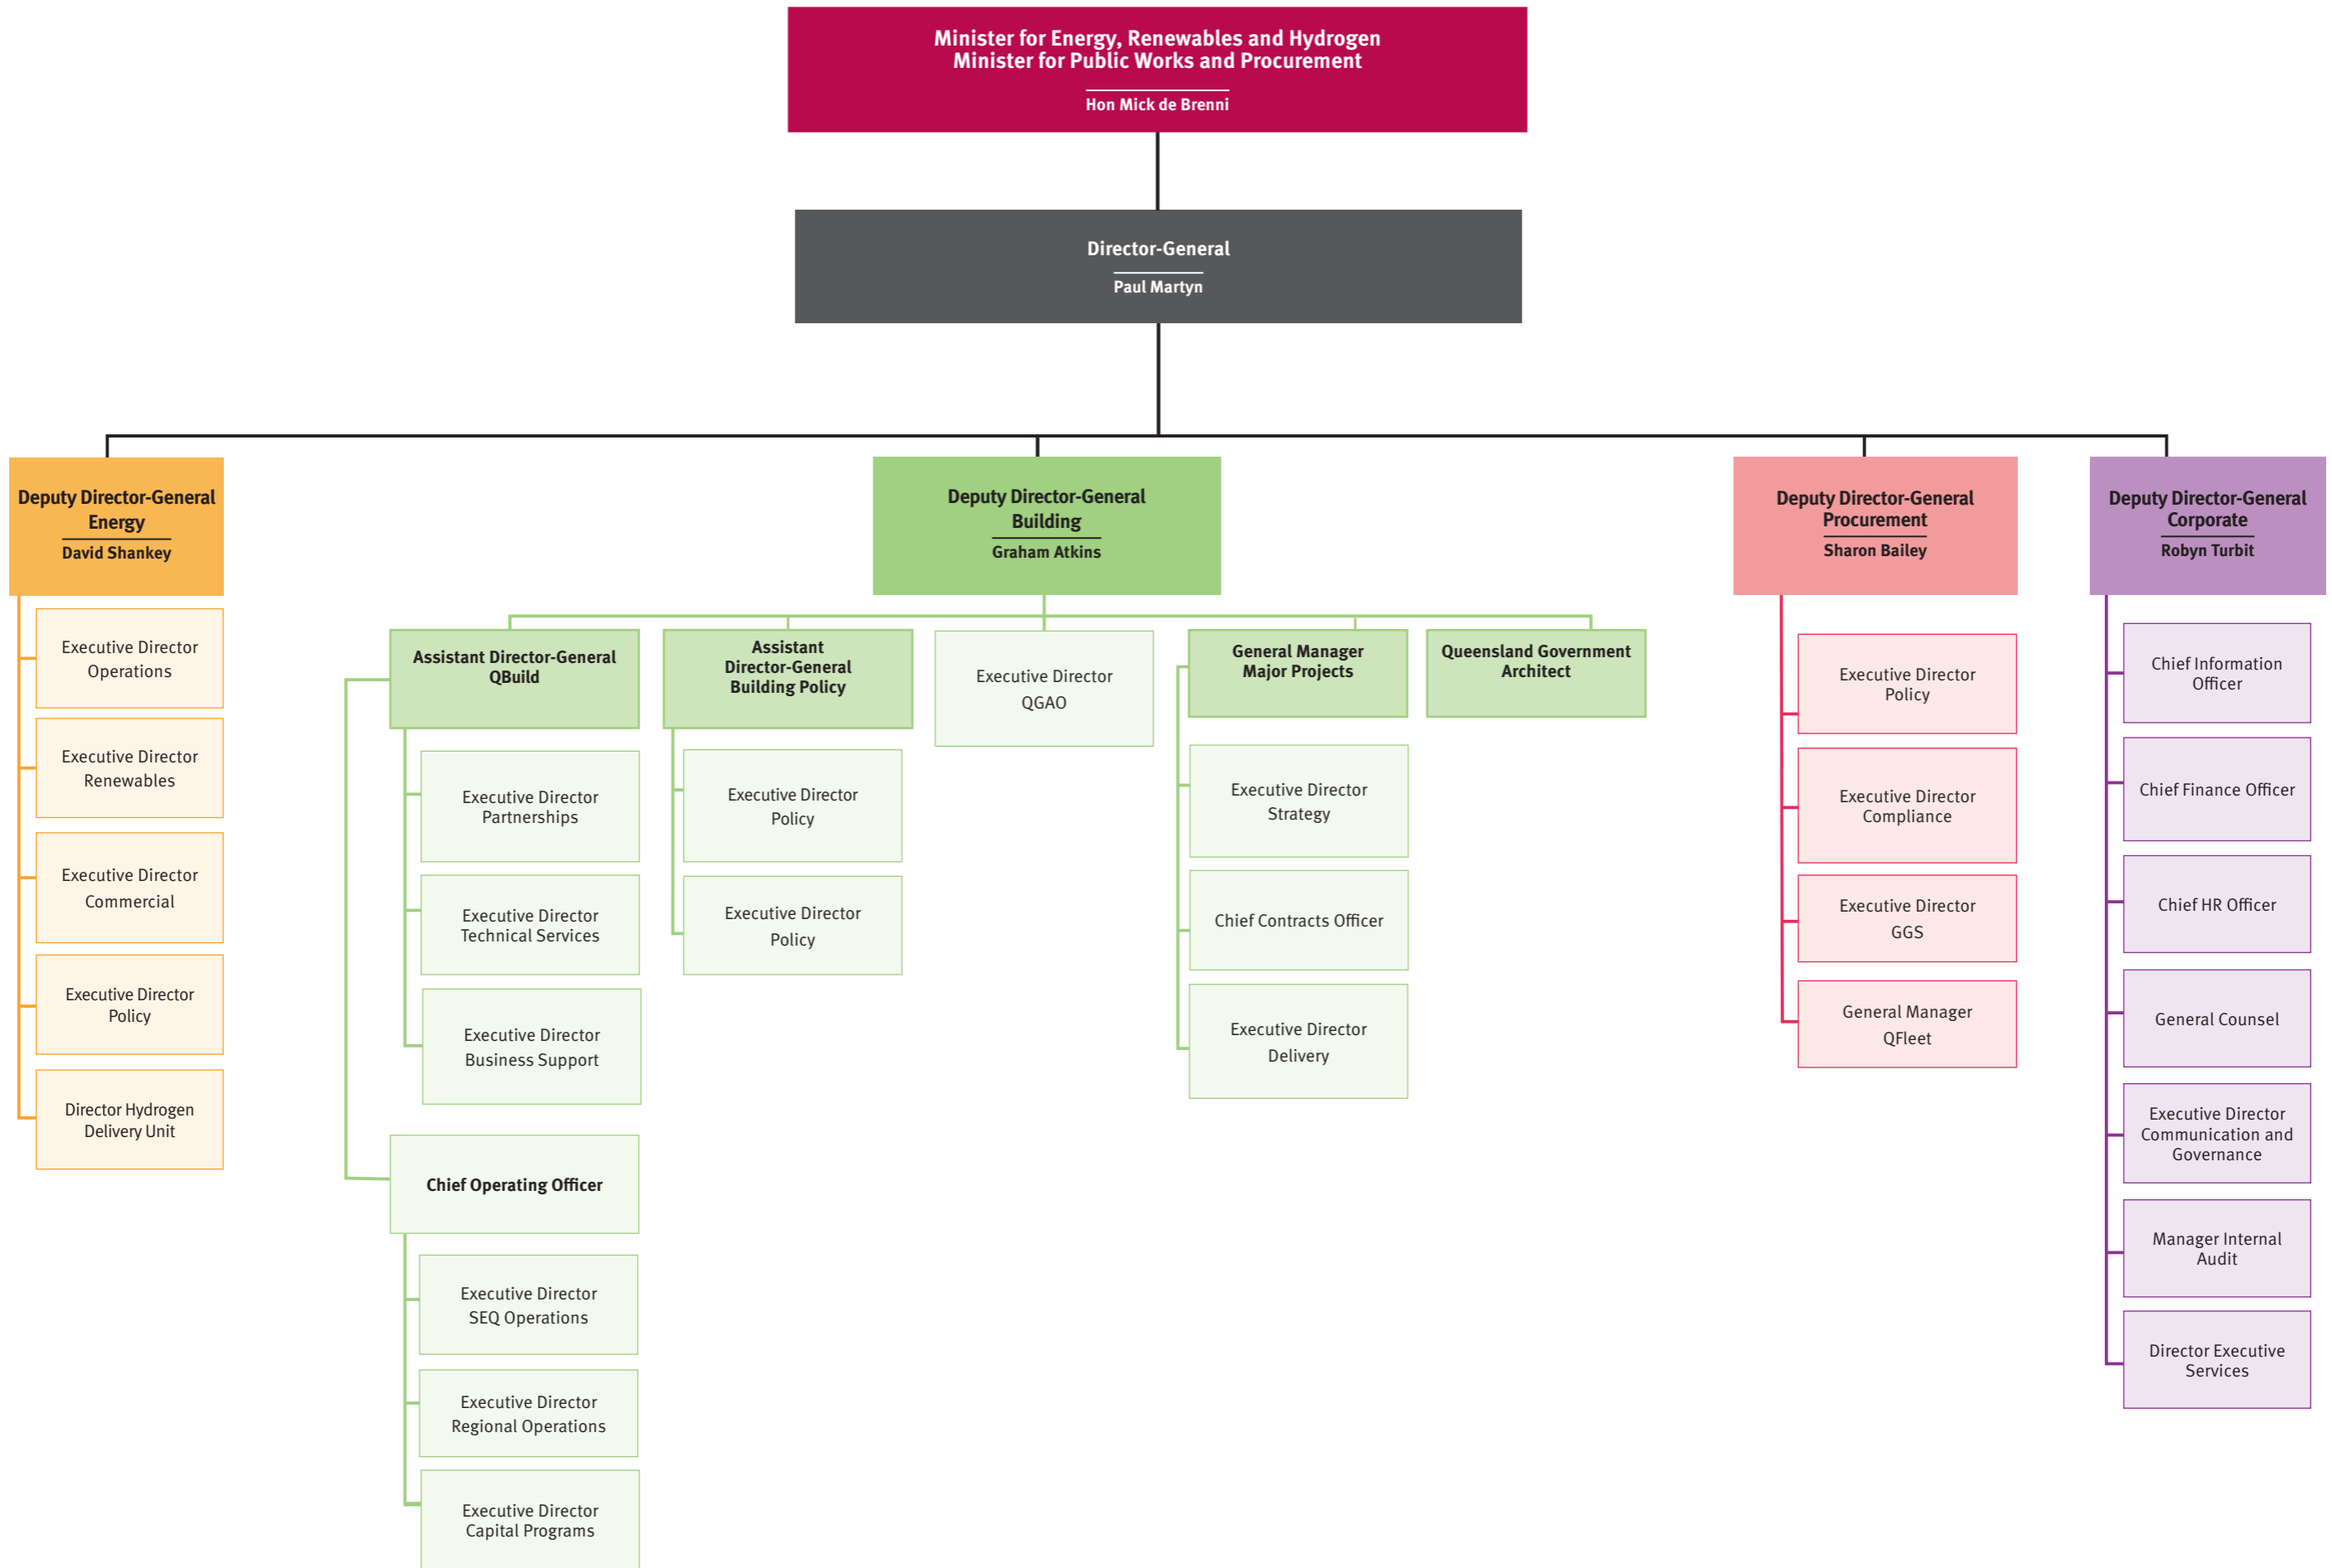 Minister for Energy, Renewables and Hydrogen
Minister for Public Works and Procurement
Hon Mick de Brenni
Director-General
Paul Martyn
Deputy Director-General
Energy
David Shankey
Executive Director
Operations
Executive Director
Renewables
Executive Director
Commercial
Executive Director
Policy
Director Hydrogen
Delivery Unit
Deputy Director-General
Building
Graham Atkins
Assistant Director-General
QBuild
Executive Director
Partnerships
Executive Director
Technical Services
Executive Director
Business Support
Chief Operating Officer
Executive Director
SEQ Operations
Executive Director
Regional Operations
Executive Director
Capital Programs
Assistant
Director-General
Building Policy
Executive Director
Policy
Executive Director
Policy
Executive Director
QGAO
General Manager
Major Projects
Executive Director
Strategy
Chief Contracts Officer
Executive Director
Delivery
Queensland Government
Architect
Deputy Director-General
Procurement
Sharon Bailey
Executive Director
Policy
Executive Director
Compliance
Executive Director
GGS
General Manager
QFleet
Deputy Director-General
Corporate
Robyn Turbit
Chief Information
Officer
Chief Finance Officer
Chief HR Officer
General Counsel
Executive Director
Communication and
Governance
Manager Internal
Audit
Director Executive
Services